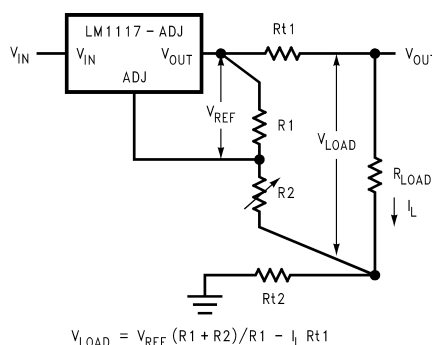 LM1117-ADJ
Rt1
V_IN
V_IN
V_OUT
V_OUT
ADJ
V_REF
R1
V_LOAD
R_LOAD
R2
I_L
Rt2
V_LOAD = V_REF (R1 + R2)/R1 - I_L Rt1